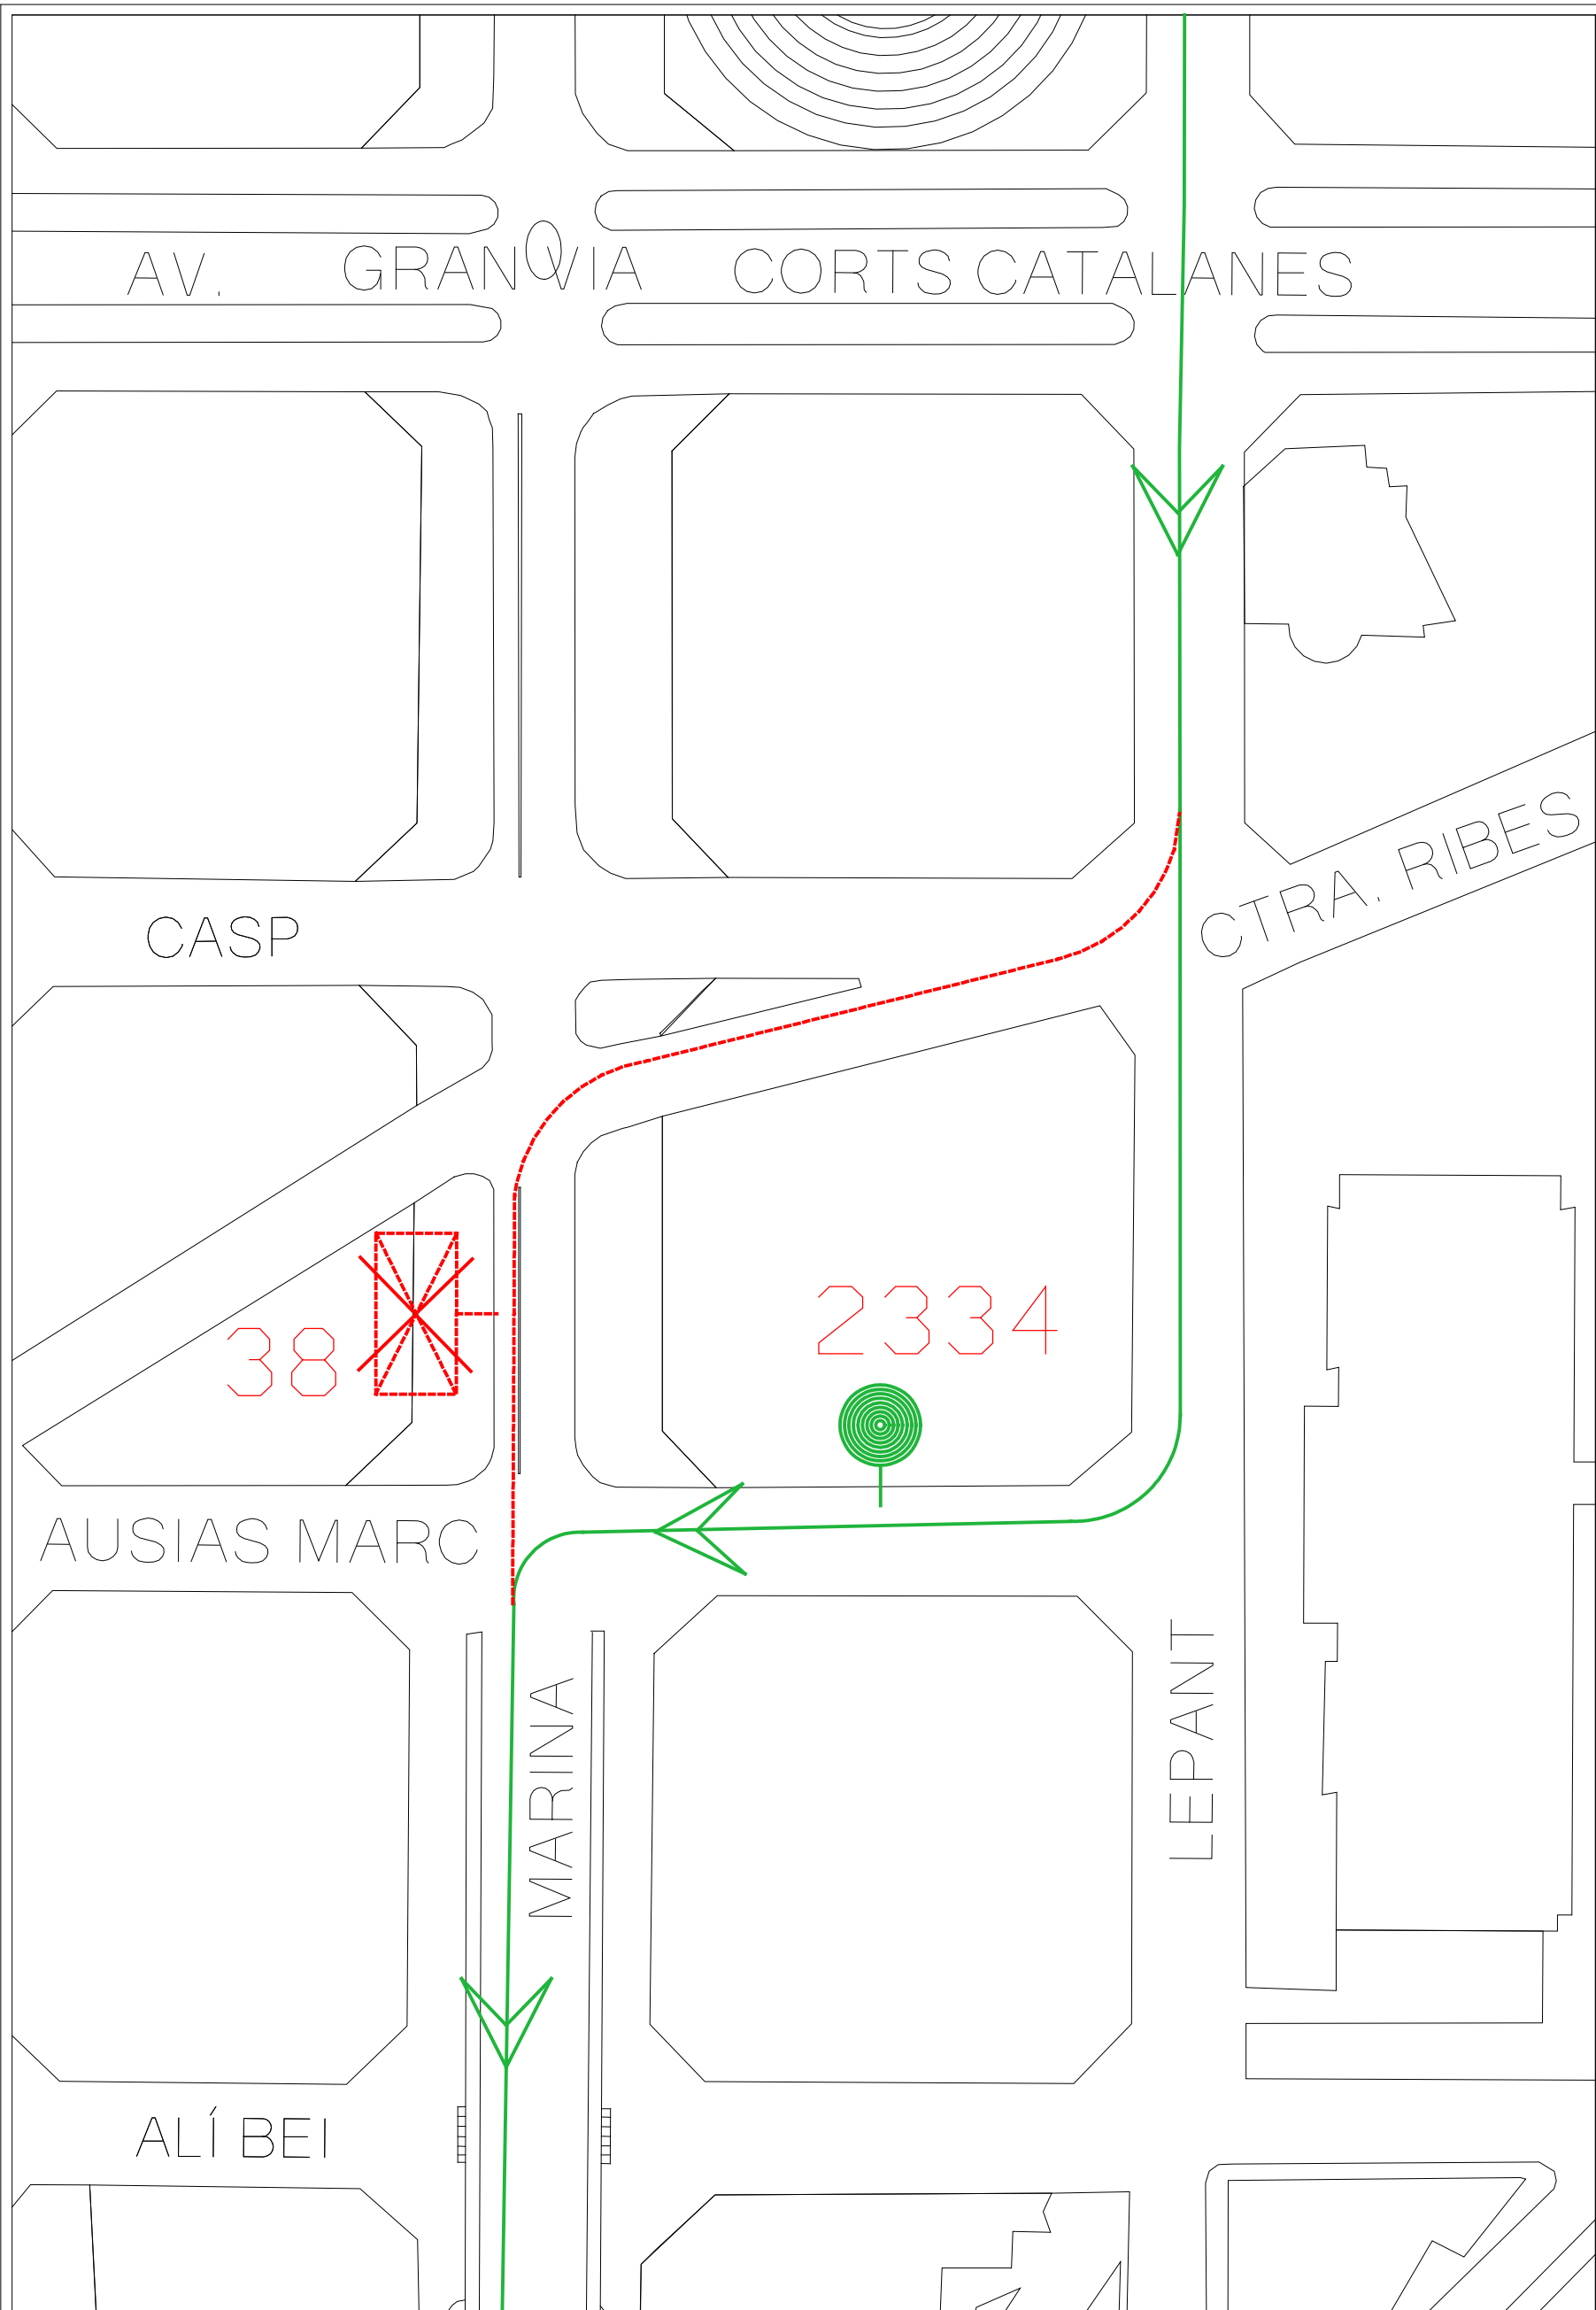 AV. GRAN VIA CORTS CATALANES
CTRA. RIBES
CASP
2334
38
AUSIAS MARC
MARINA
LEPANT
ALÍ BEI